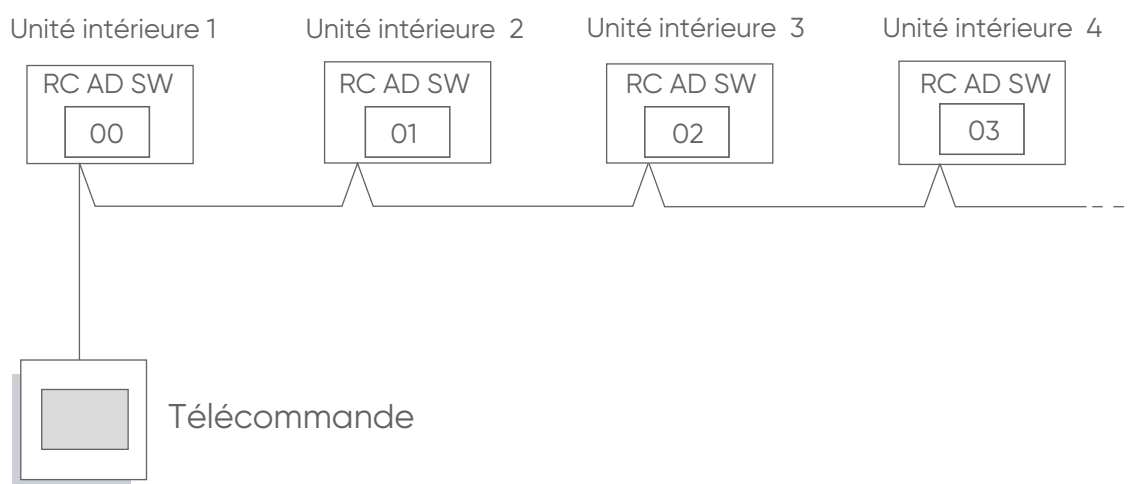 Unité intérieure 1
Unité intérieure 2
Unité intérieure 3
Unité intérieure 4
RC AD SW
RC AD SW
RC AD SW
RC AD SW
00
01
02
03
Télécommande